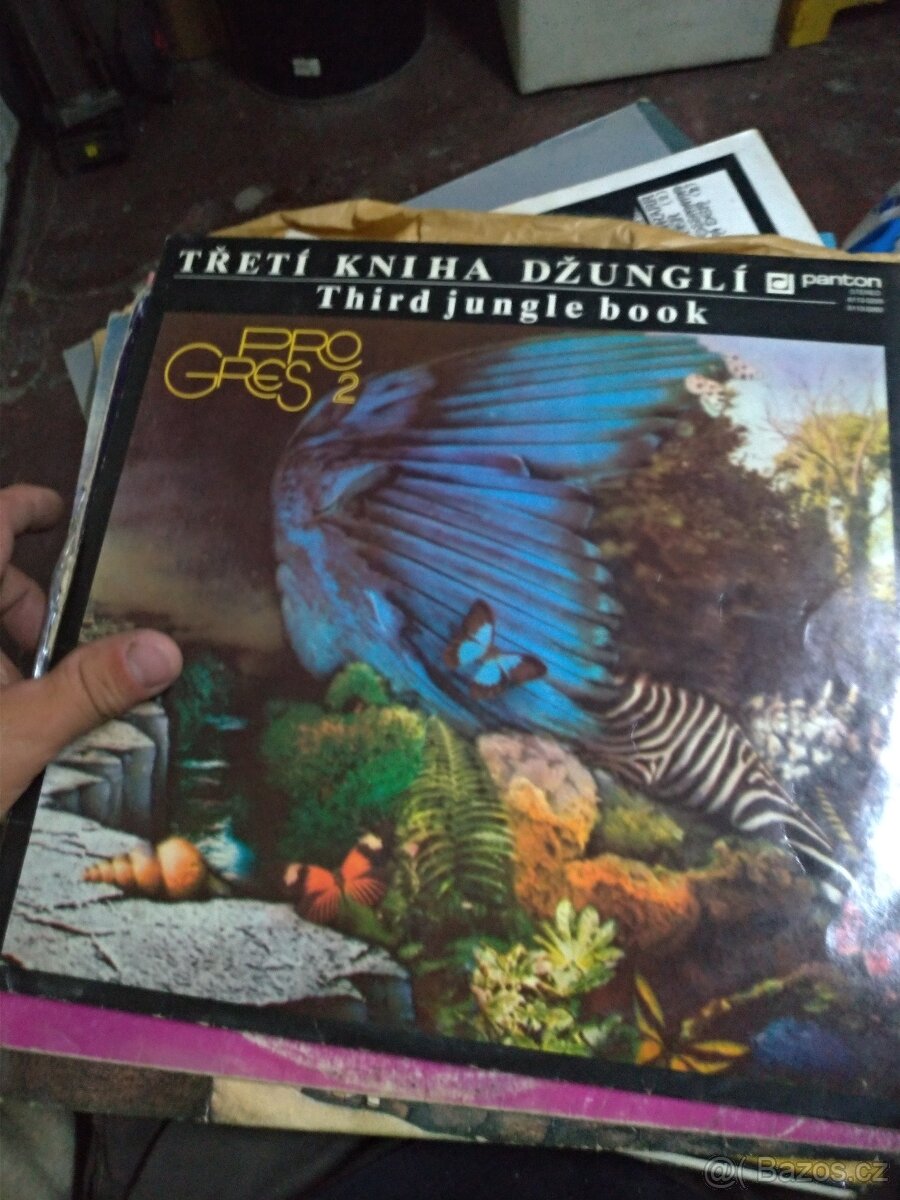 TŘETÍ KNIHA DŽUNGLÍ
panton
Third jungle book
PRO
GRES 2
@( Bazos.cz